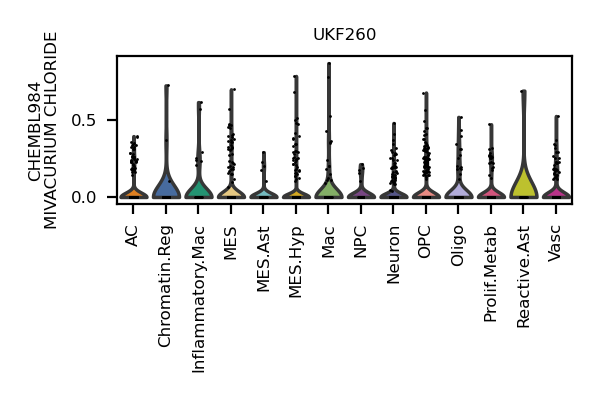 UKF260
CHEMBL984
MIVACURIUM CHLORIDE
0.5
0.0
AC
Chromatin.Reg
Inflammatory.Mac
MES
MES.Ast
MES.Hyp
Mac
NPC
Neuron
OPC
Oligo
Prolif.Metab
Reactive.Ast
Vasc